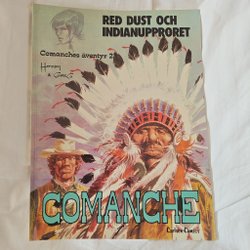 RED DUST OCH
INDIANUPPRORET
Comanches äventyr 2
Hermann
& Greg
COMANCHE
Carlsen Comics